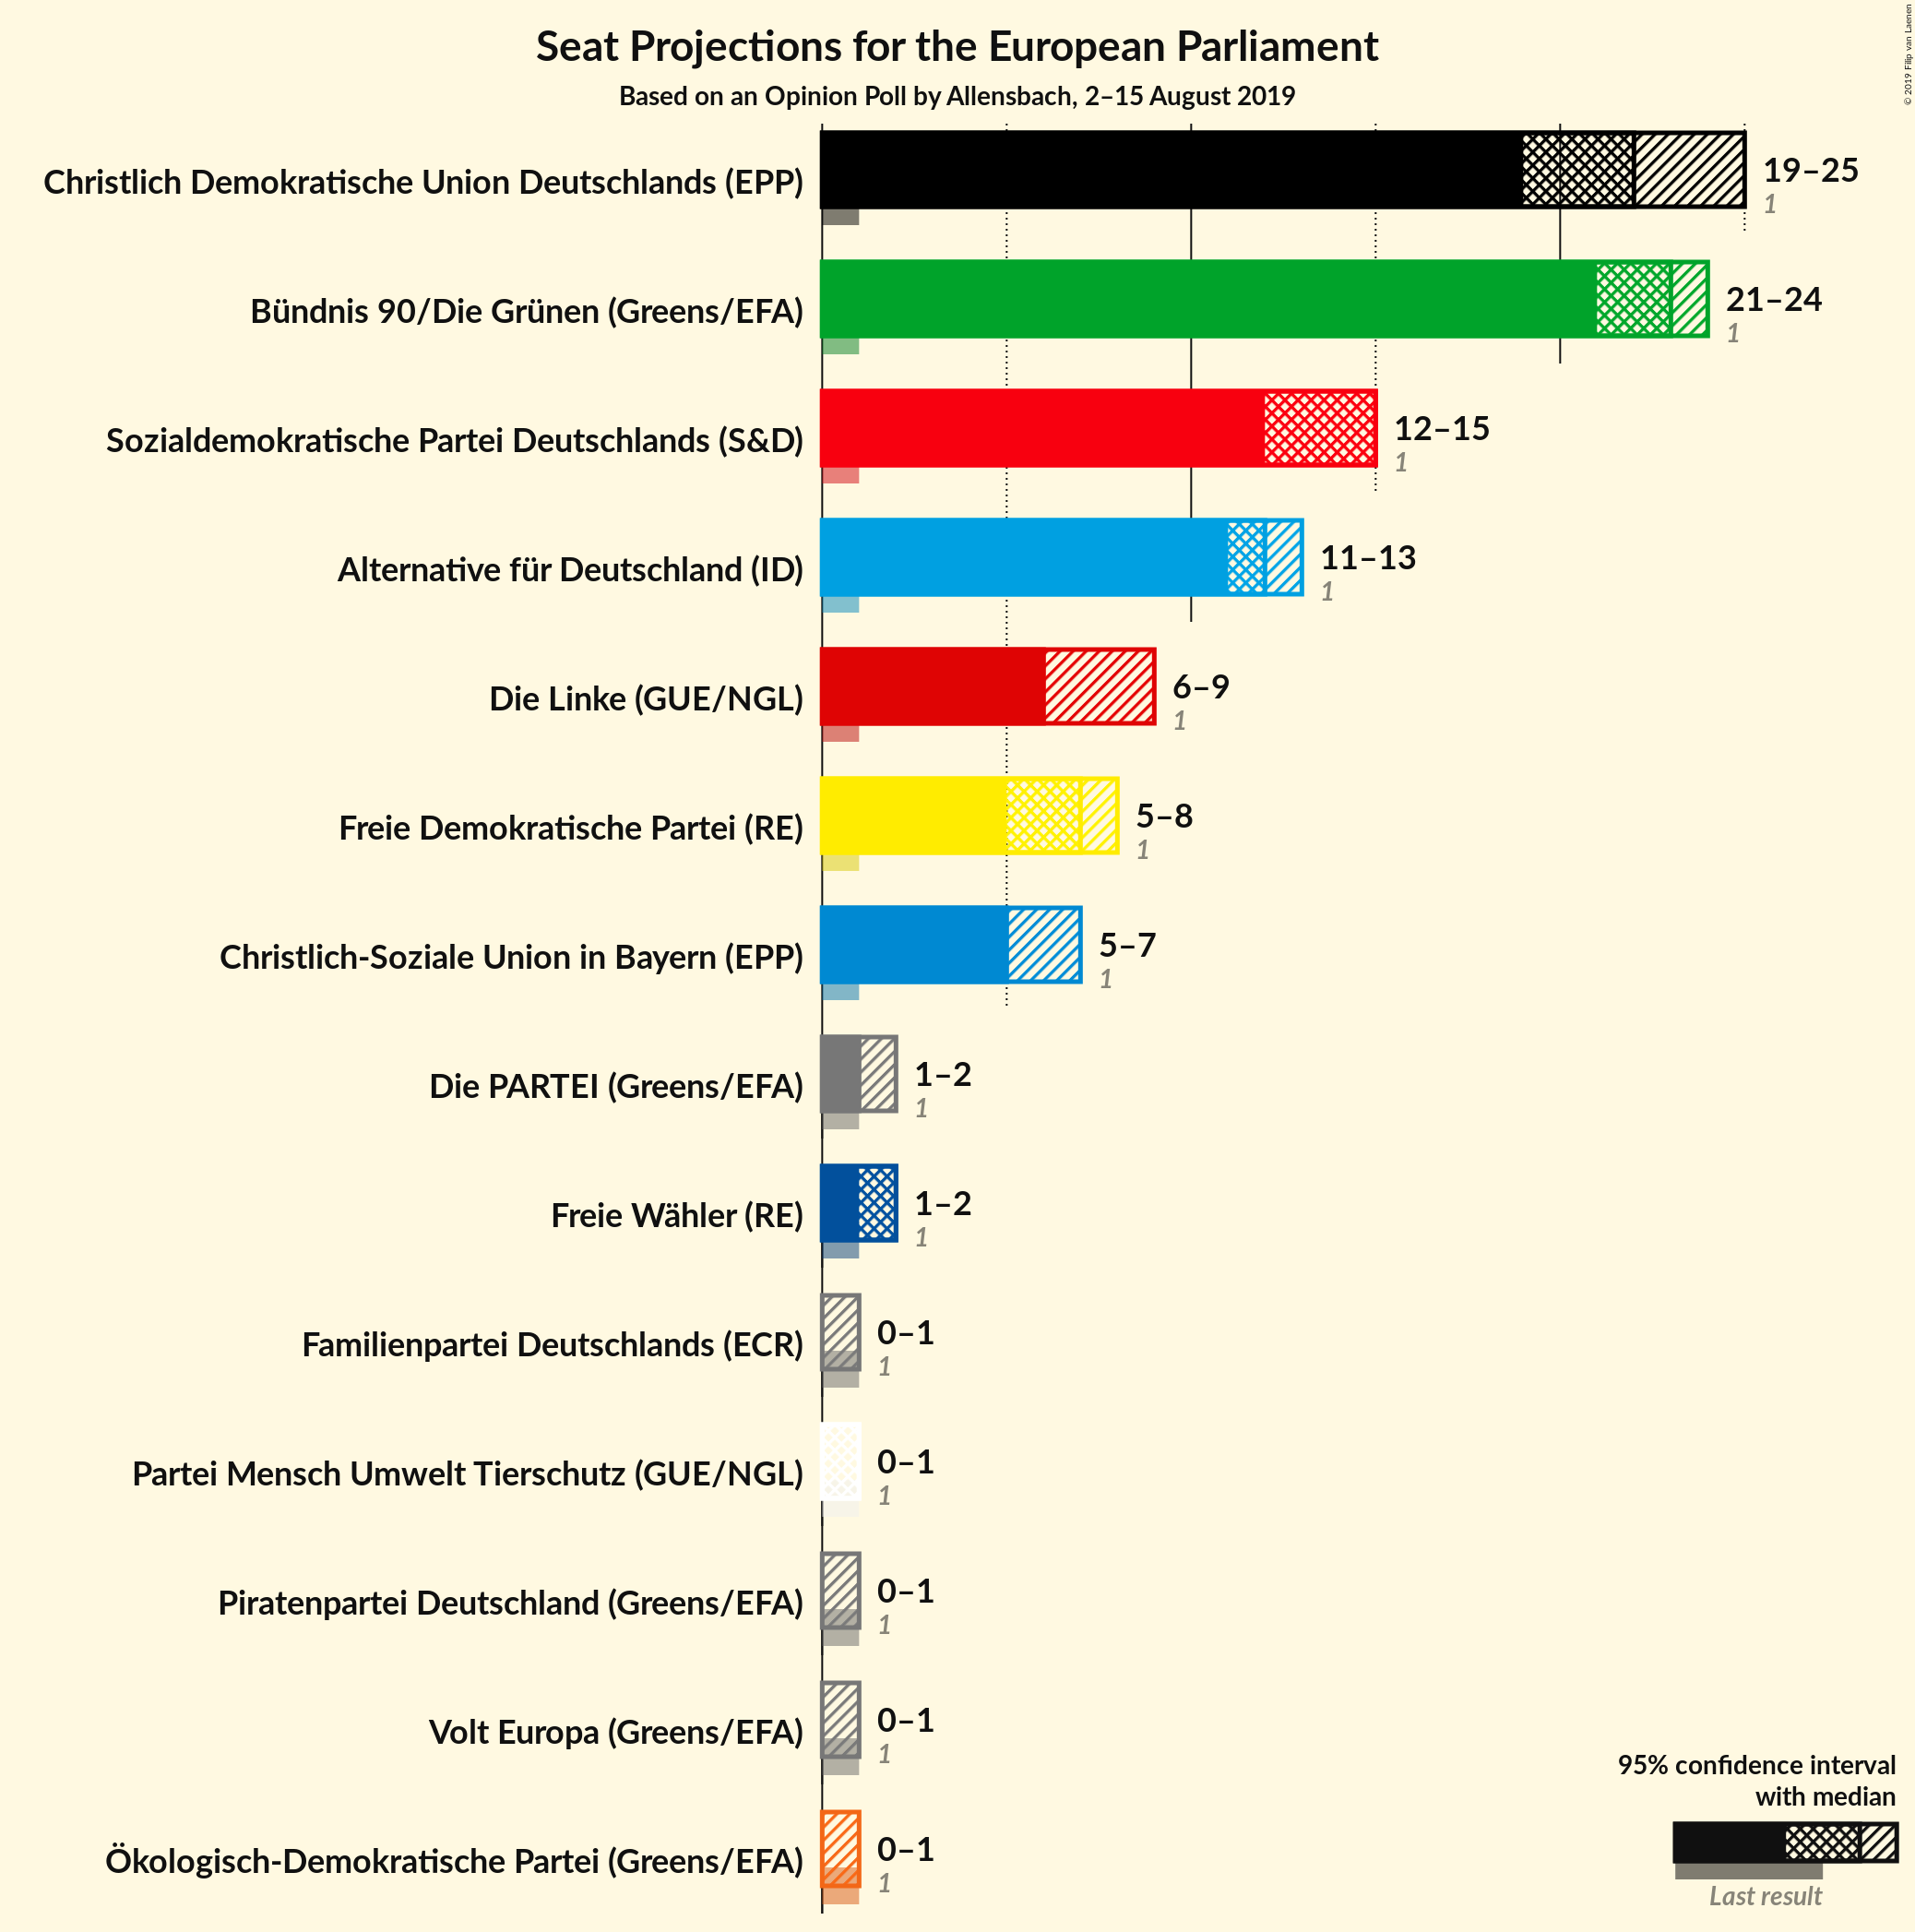 Seat Projections for the European Parliament
Based on an Opinion Poll by Allensbach, 2–15 August 2019
© 2019 Filip van Laenen
Christlich Demokratische Union Deutschlands (EPP)
19–25
1
Bündnis 90/Die Grünen (Greens/EFA)
21–24
1
Sozialdemokratische Partei Deutschlands (S&D)
12–15
1
Alternative für Deutschland (ID)
11–13
1
Die Linke (GUE/NGL)
6–9
1
Freie Demokratische Partei (RE)
5–8
1
Christlich-Soziale Union in Bayern (EPP)
5–7
1
Die PARTEI (Greens/EFA)
1–2
1
Freie Wähler (RE)
1–2
1
Familienpartei Deutschlands (ECR)
0–1
1
Partei Mensch Umwelt Tierschutz (GUE/NGL)
0–1
1
Piratenpartei Deutschland (Greens/EFA)
0–1
1
Volt Europa (Greens/EFA)
0–1
1
Ökologisch-Demokratische Partei (Greens/EFA)
0–1
1
95% confidence interval
with median
Last result